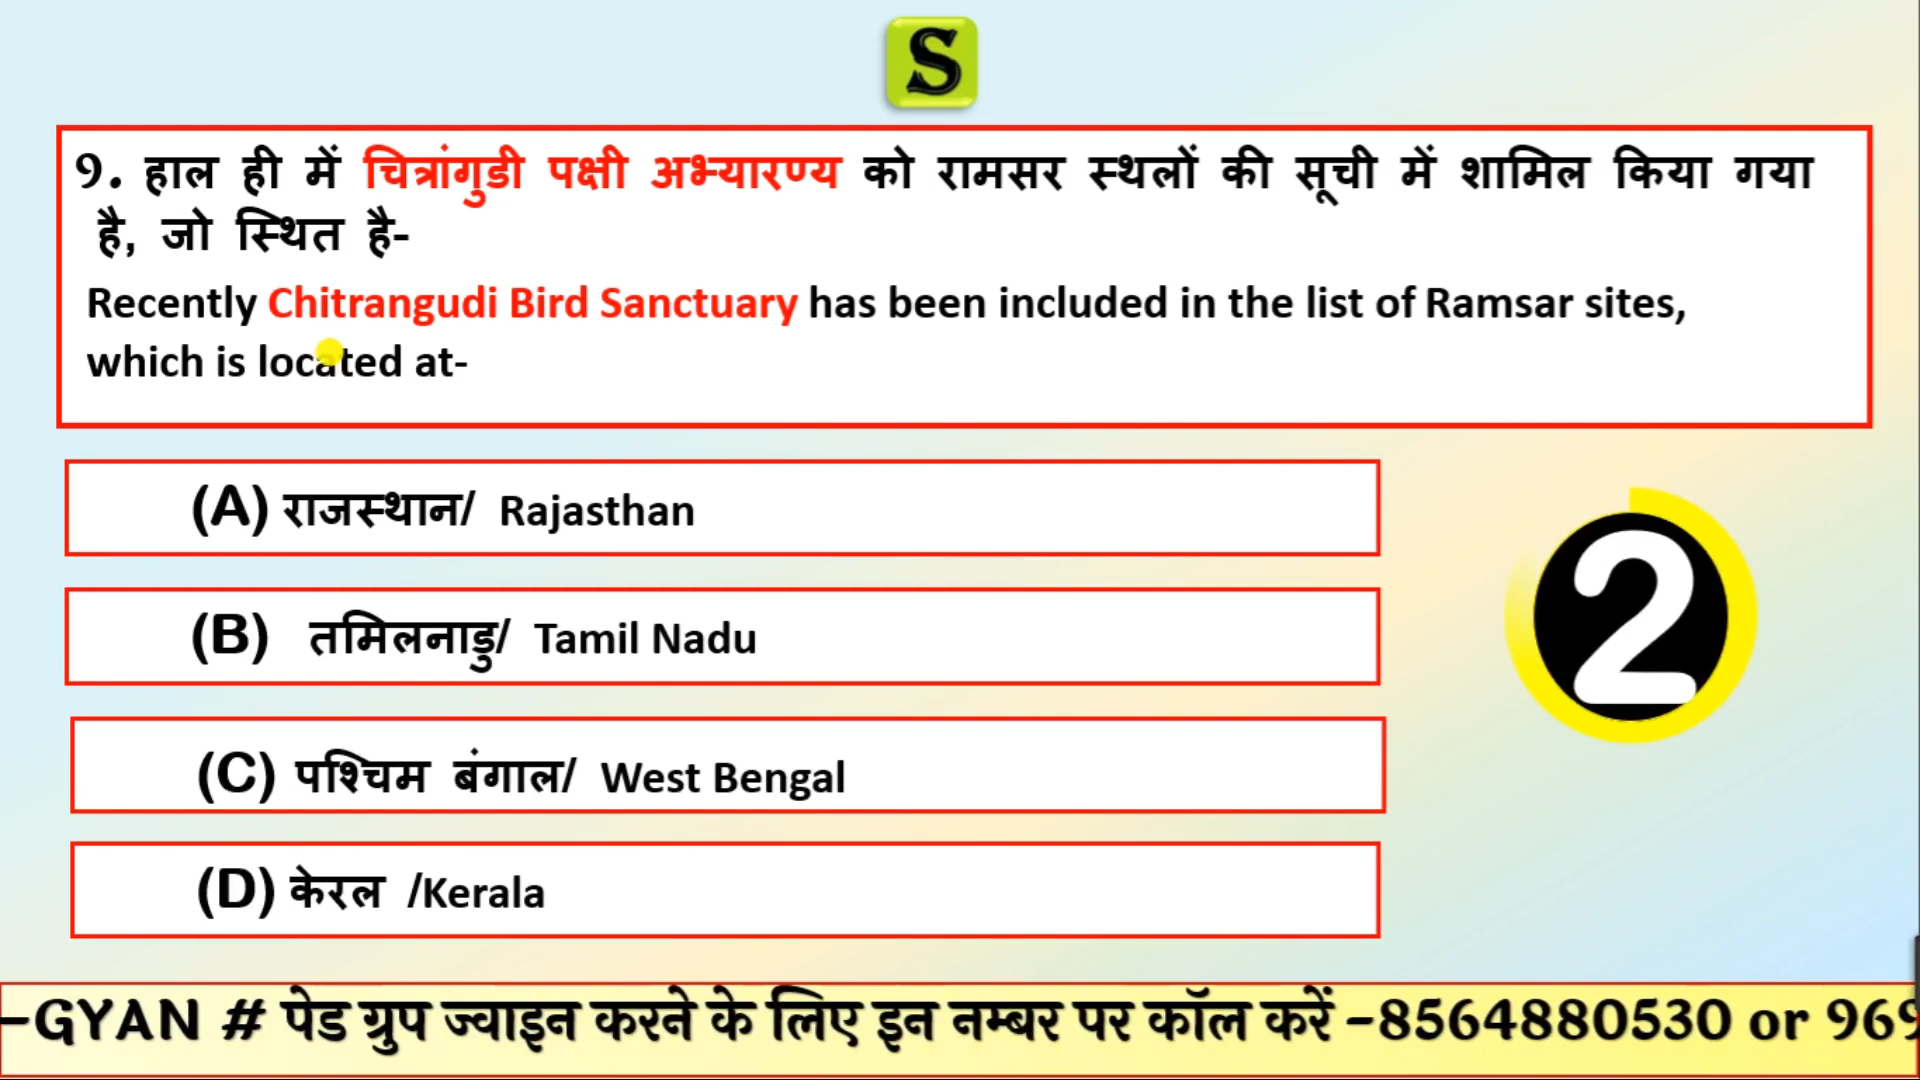 S
9. हाल ही में चित्रांगुडी पक्षी अभ्यारण्य को रामसर स्थलों की सूची में शामिल किया गया
है, जो स्थित है-
Recently Chitrangudi Bird Sanctuary has been included in the list of Ramsar sites,
which is located at-
(A) राजस्थान/ Rajasthan
(B) तमिलनाडु/ Tamil Nadu
2
(C) पश्चिम बंगाल/ West Bengal
(D) केरल /Kerala
-GYAN # पेड ग्रुप ज्वाइन करने के लिए इन नम्बर पर कॉल करें -8564880530 or 969